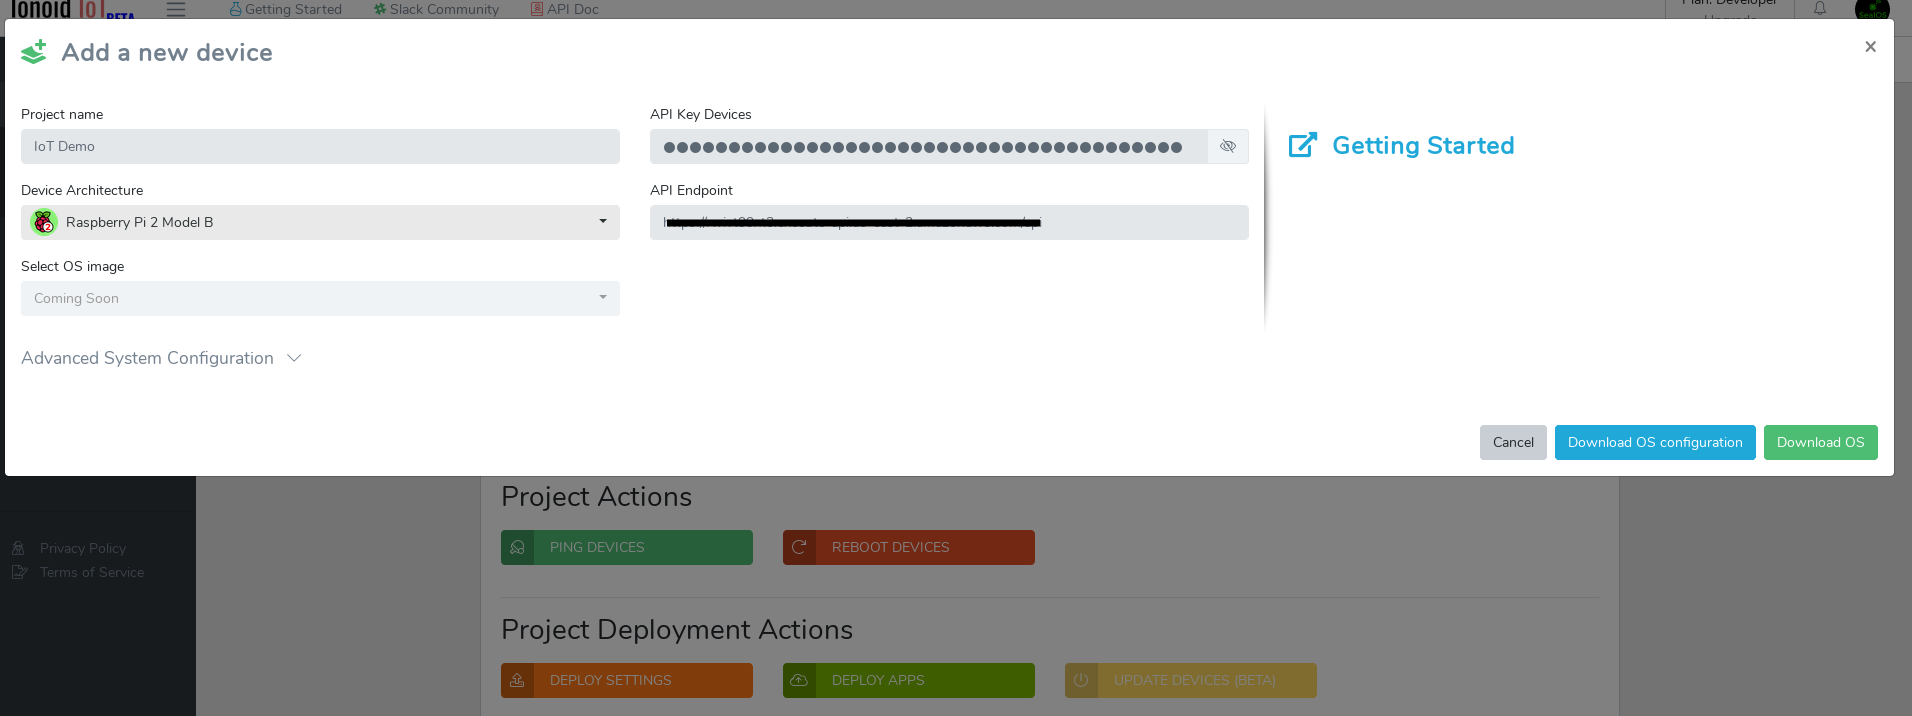 Tonoid IoT BETA
Getting Started
Slack Community
API Doc
Plan: Developer
Upgrade
Add a new device
×
Project name
IoT Demo
API Key Devices
Getting Started
Device Architecture
Raspberry Pi 2 Model B
API Endpoint
Select OS image
Coming Soon
Advanced System Configuration
Cancel
Download OS configuration
Download OS
Project Actions
PING DEVICES
REBOOT DEVICES
Privacy Policy
Terms of Service
Project Deployment Actions
DEPLOY SETTINGS
DEPLOY APPS
UPDATE DEVICES (BETA)